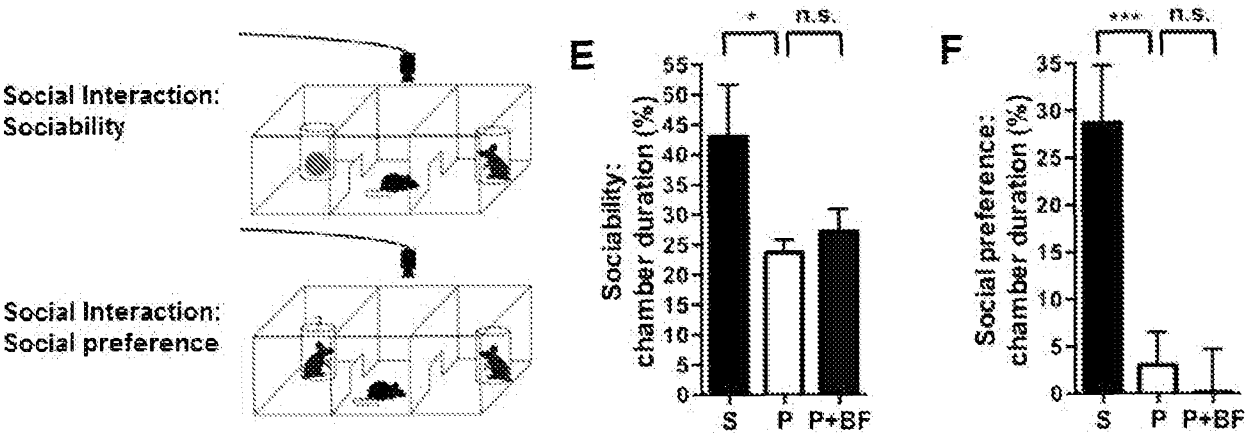 Social Interaction:
Sociability
Social Interaction:
Social preference
E
* n.s.
Sociability:
chamber duration (%)
55
50
45
40
35
30
25
20
15
10
5
0
S P P+BF
F
*** n.s.
Social preference:
chamber duration (%)
35
30
25
20
15
10
5
0
S P P+BF